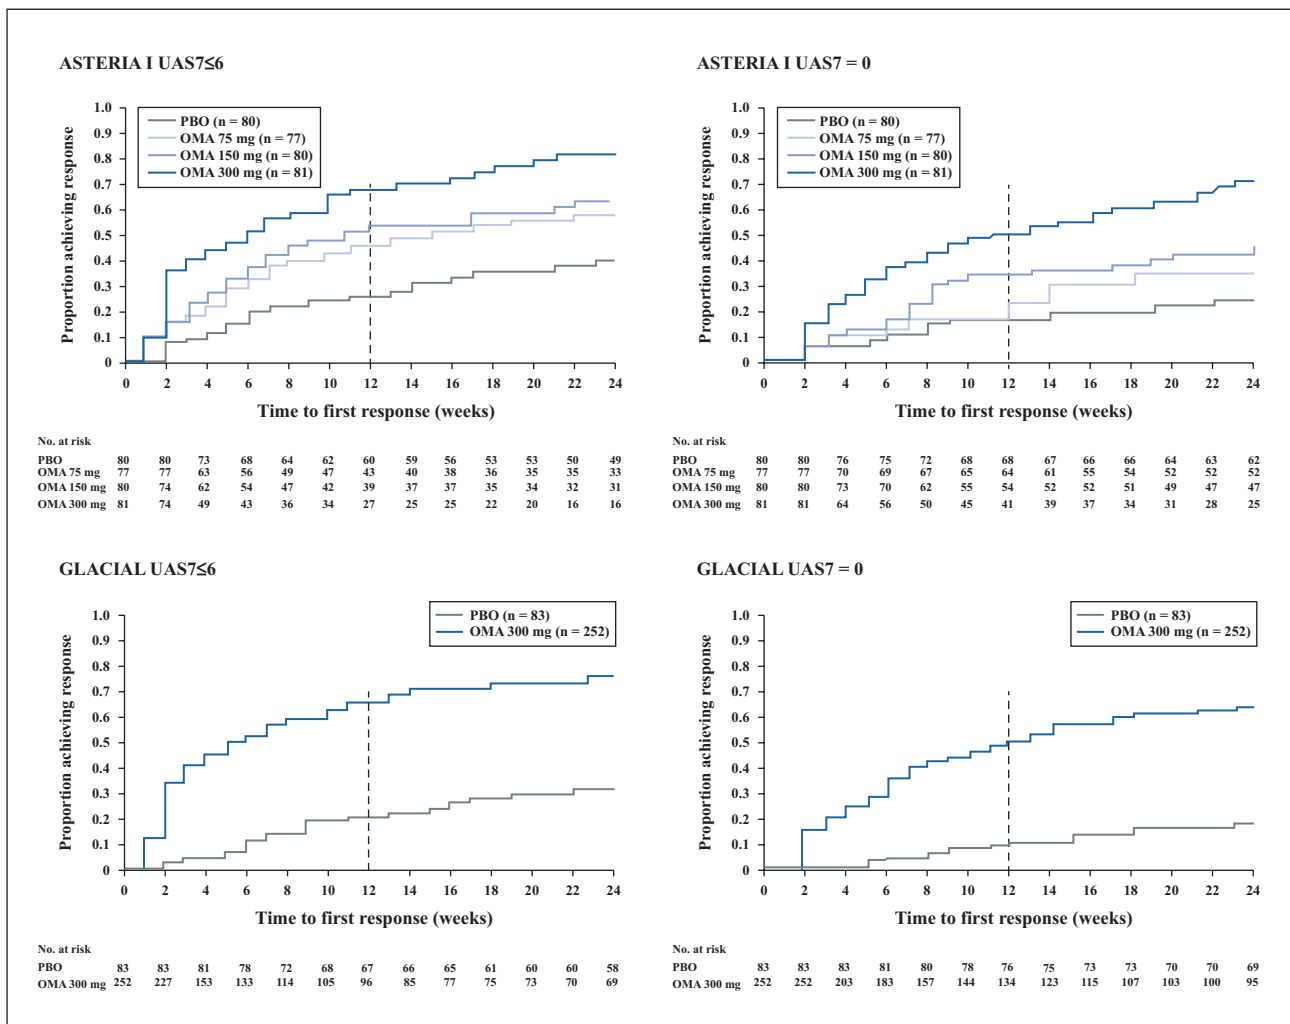 ASTERIA I UAS7≤6
PBO (n = 80)
OMA 75 mg (n = 77)
OMA 150 mg (n = 80)
OMA 300 mg (n = 81)
Proportion achieving response
1.0
0.9
0.8
0.7
0.6
0.5
0.4
0.3
0.2
0.1
0
0 2 4 6 8 10 12 14 16 18 20 22 24
Time to first response (weeks)
No. at risk
PBO 80 80 73 68 64 62 60 59 56 53 53 50 49
OMA 75 mg 77 77 63 56 49 47 43 40 38 36 35 35 33
OMA 150 mg 80 74 62 54 47 42 39 37 37 35 34 32 31
OMA 300 mg 81 74 49 43 36 34 27 25 25 22 20 16 16
ASTERIA I UAS7 = 0
PBO (n = 80)
OMA 75 mg (n = 77)
OMA 150 mg (n = 80)
OMA 300 mg (n = 81)
Proportion achieving response
1.0
0.9
0.8
0.7
0.6
0.5
0.4
0.3
0.2
0.1
0
0 2 4 6 8 10 12 14 16 18 20 22 24
Time to first response (weeks)
No. at risk
PBO 80 80 76 75 72 68 68 67 66 66 64 63 62
OMA 75 mg 77 77 70 69 67 65 64 61 55 54 52 52 52
OMA 150 mg 80 80 73 70 62 55 54 52 52 51 49 47 47
OMA 300 mg 81 81 64 56 50 45 41 39 37 34 31 28 25
GLACIAL UAS7≤6
PBO (n = 83)
OMA 300 mg (n = 252)
Proportion achieving response
1.0
0.9
0.8
0.7
0.6
0.5
0.4
0.3
0.2
0.1
0
0 2 4 6 8 10 12 14 16 18 20 22 24
Time to first response (weeks)
No. at risk
PBO 83 83 81 78 72 68 67 66 65 61 60 60 58
OMA 300 mg 252 227 153 133 114 105 96 85 77 75 73 70 69
GLACIAL UAS7 = 0
PBO (n = 83)
OMA 300 mg (n = 252)
Proportion achieving response
1.0
0.9
0.8
0.7
0.6
0.5
0.4
0.3
0.2
0.1
0
0 2 4 6 8 10 12 14 16 18 20 22 24
Time to first response (weeks)
No. at risk
PBO 83 83 83 81 80 78 76 75 73 73 70 70 69
OMA 300 mg 252 252 203 183 157 144 134 123 115 107 103 100 95